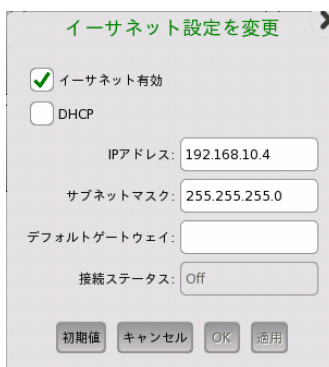 イーサネット設定を変更
イーサネット有効
DHCP
IPアドレス: 192.168.10.4
サブネットマスク: 255.255.255.0
デフォルトゲートウェイ:
接続ステータス: Off
初期値 キャンセル OK 適用